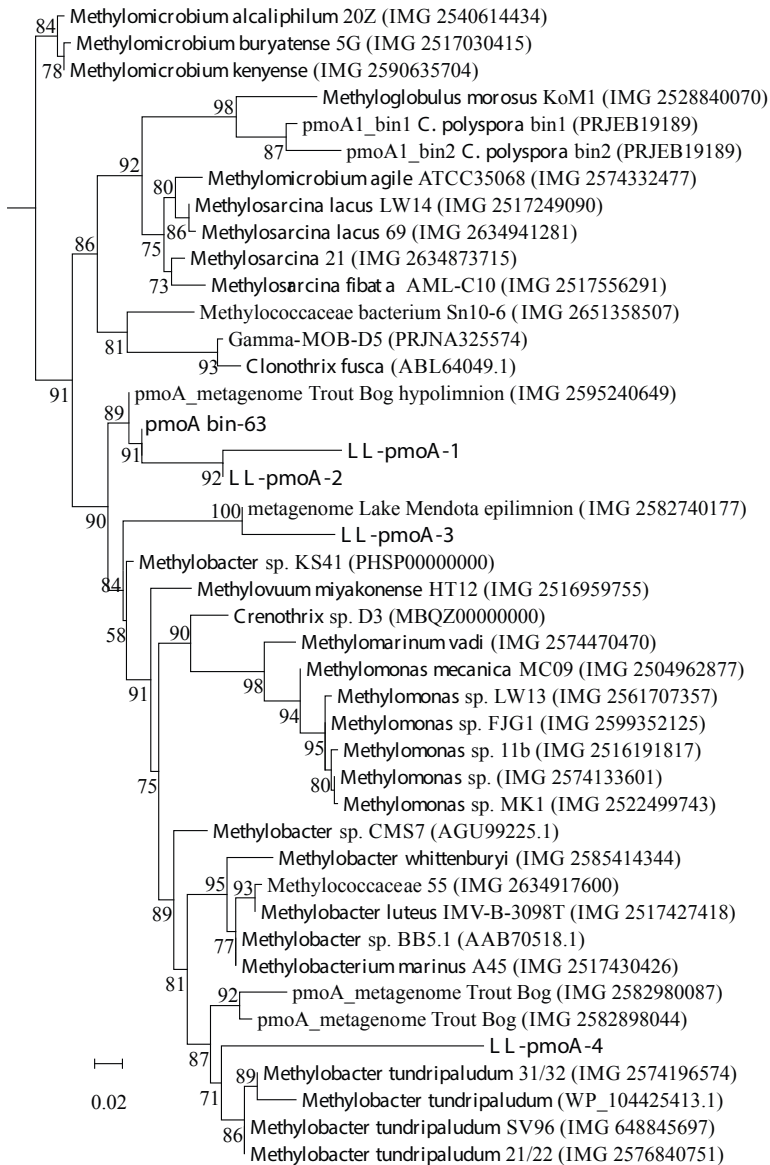 84
Methylomicrobium alcaliphilum 20Z (IMG 2540614434)
Methylomicrobium buryatense 5G (IMG 2517030415)
78
Methylomicrobium kenyense (IMG 2590635704)
98
Methyloglobulus morosus KoM1 (IMG 2528840070)
pmoA1_bin1 C. polyspora bin1 (PRJEB19189)
87
pmoA1_bin2 C. polyspora bin2 (PRJEB19189)
92
80
Methylomicrobium agile ATCC35068 (IMG 2574332477)
Methylosarcina lacus LW14 (IMG 2517249090)
86
Methylosarcina lacus 69 (IMG 2634941281)
86
75
Methylosarcina 21 (IMG 2634873715)
73
Methylosarcina fibata AML-C10 (IMG 2517556291)
Methylococcaceae bacterium Sn10-6 (IMG 2651358507)
81
Gamma-MOB-D5 (PRJNA325574)
93
Clonothrix fusca (ABL64049.1)
91
pmoA_metagenome Trout Bog hypolimnion (IMG 2595240649)
89
pmoA bin-63
91
LL-pmoA-1
92
LL-pmoA-2
90
100
metagenome Lake Mendota epilimnion (IMG 2582740177)
LL-pmoA-3
Methylobacter sp. KS41 (PHSP00000000)
84
Methylovuum miyakonense HT12 (IMG 2516959755)
58
90
Crenothrix sp. D3 (MBQZ00000000)
Methylomarinum vadi (IMG 2574470470)
91
98
Methylomonas mecanica MC09 (IMG 2504962877)
Methylomonas sp. LW13 (IMG 2561707357)
94
Methylomonas sp. FJG1 (IMG 2599352125)
95
Methylomonas sp. 11b (IMG 2516191817)
75
80
Methylomonas sp. (IMG 2574133601)
Methylomonas sp. MK1 (IMG 2522499743)
Methylobacter sp. CMS7 (AGU99225.1)
Methylobacter whittenburyi (IMG 2585414344)
95
93
Methylococcaceae 55 (IMG 2634917600)
89
Methylobacter luteus IMV-B-3098T (IMG 2517427418)
77
Methylobacter sp. BB5.1 (AAB70518.1)
Methylobacterium marinus A45 (IMG 2517430426)
81
92
pmoA_metagenome Trout Bog (IMG 2582980087)
pmoA_metagenome Trout Bog (IMG 2582898044)
87
LL-pmoA-4
89
Methylobacter tundripaludum 31/32 (IMG 2574196574)
71
Methylobacter tundripaludum (WP_104425413.1)
86
Methylobacter tundripaludum SV96 (IMG 648845697)
Methylobacter tundripaludum 21/22 (IMG 2576840751)
0.02